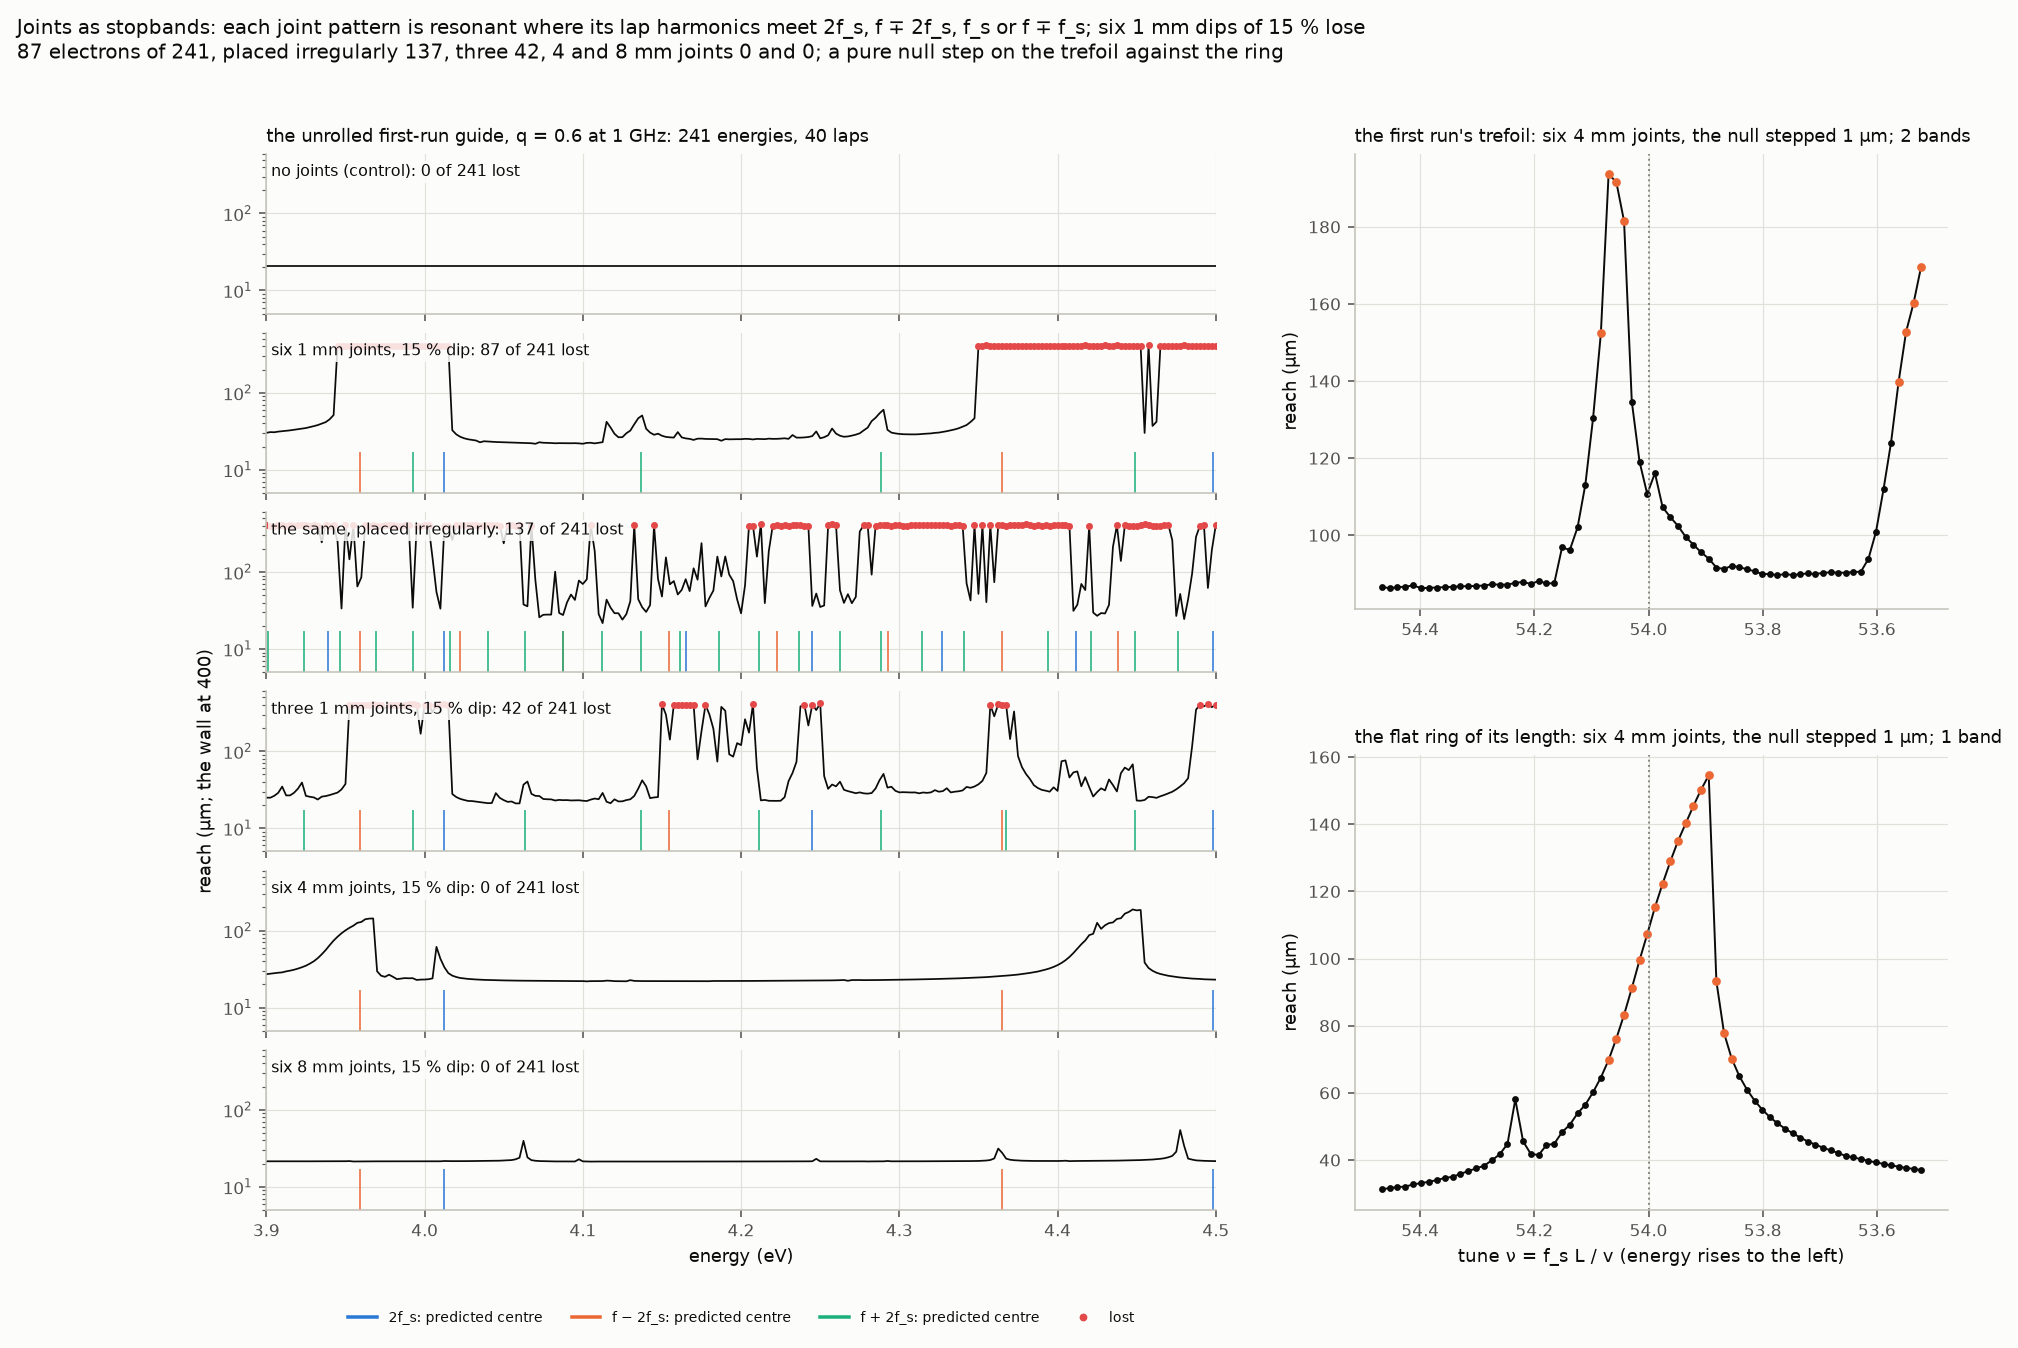 Joints as stopbands: each joint pattern is resonant where its lap harmonics meet 2f_s, f ∓ 2f_s, f_s or f ∓ f_s; six 1 mm dips of 15 % lose
87 electrons of 241, placed irregularly 137, three 42, 4 and 8 mm joints 0 and 0; a pure null step on the trefoil against the ring
the unrolled first-run guide, q = 0.6 at 1 GHz: 241 energies, 40 laps
no joints (control): 0 of 241 lost
10²
10¹
six 1 mm joints, 15 % dip: 87 of 241 lost
10²
10¹
the same, placed irregularly: 137 of 241 lost
10²
10¹
three 1 mm joints, 15 % dip: 42 of 241 lost
10²
10¹
six 4 mm joints, 15 % dip: 0 of 241 lost
10²
10¹
six 8 mm joints, 15 % dip: 0 of 241 lost
10²
10¹
reach (µm; the wall at 400)
3.9 4.0 4.1 4.2 4.3 4.4 4.5
energy (eV)
2f_s: predicted centre f − 2f_s: predicted centre f + 2f_s: predicted centre lost
the first run's trefoil: six 4 mm joints, the null stepped 1 µm; 2 bands
reach (µm)
180
160
140
120
100
54.4 54.2 54.0 53.8 53.6
the flat ring of its length: six 4 mm joints, the null stepped 1 µm; 1 band
reach (µm)
160
140
120
100
80
60
40
54.4 54.2 54.0 53.8 53.6
tune ν = f_s L / v (energy rises to the left)